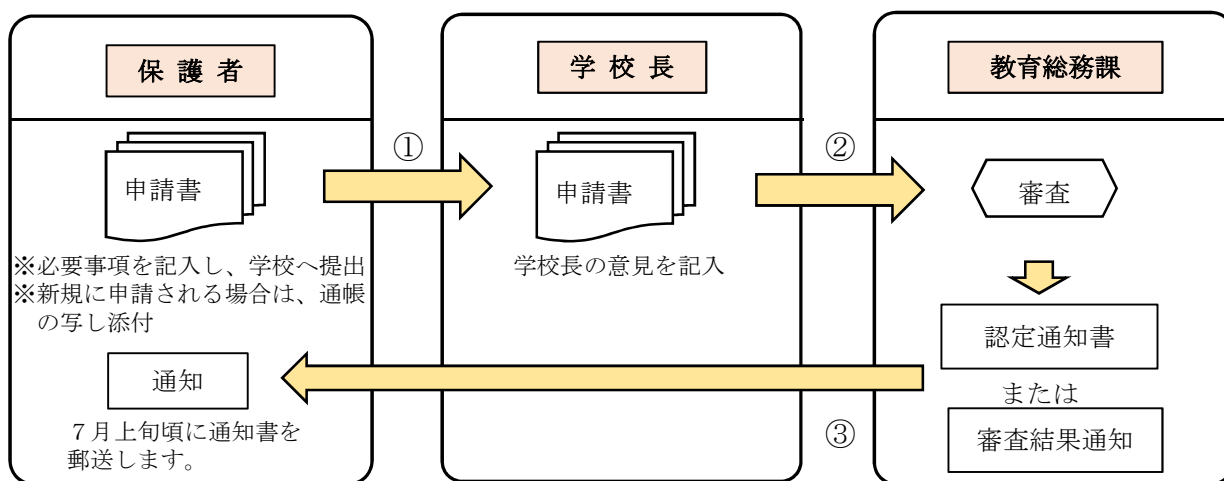 保 護 者
申請書
※必要事項を記入し、学校へ提出
※新規に申請される場合は、通帳
の写し添付
通知
７月上旬頃に通知書を
郵送します。
①
学 校 長
申請書
学校長の意見を記入
②
教育総務課
審査
認定通知書
または
審査結果通知
③